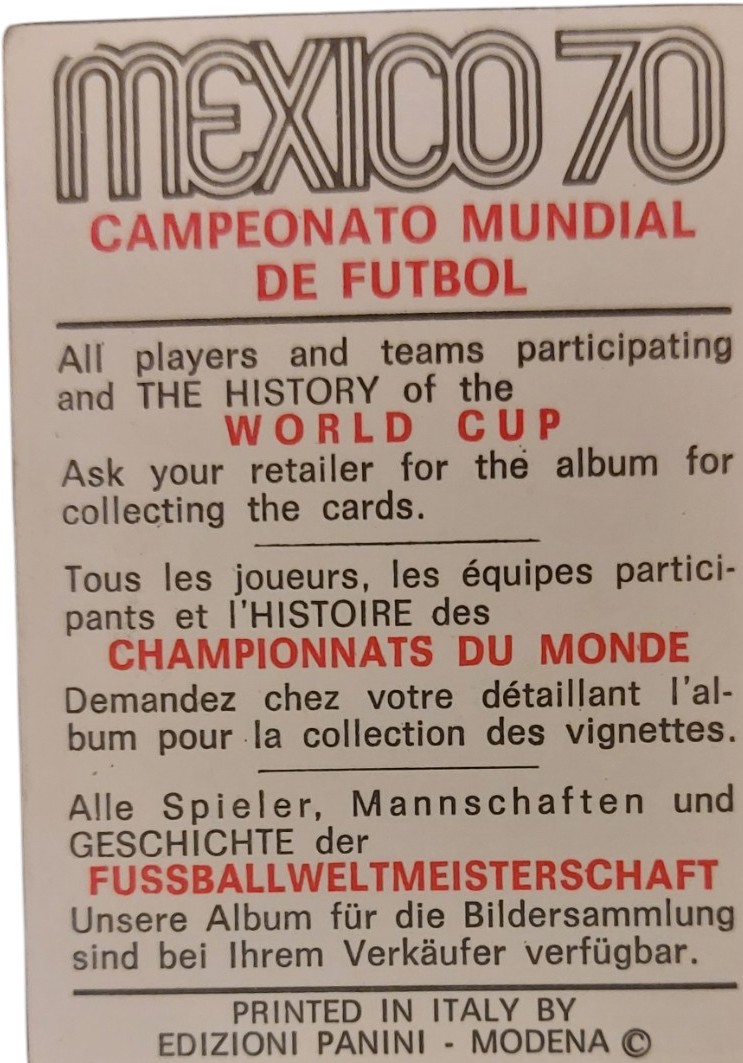 MEXICO 70
CAMPEONATO MUNDIAL
DE FUTBOL
All players and teams participating
and THE HISTORY of the
WORLD CUP
Ask your retailer for the album for
collecting the cards.
Tous les joueurs, les équipes partici-
pants et l'HISTOIRE des
CHAMPIONNATS DU MONDE
Demandez chez votre détaillant l'al-
bum pour la collection des vignettes.
Alle Spieler, Mannschaften und
GESCHICHTE der
FUSSBALLWELTMEISTERSCHAFT
Unsere Album für die Bildersammlung
sind bei Ihrem Verkäufer verfügbar.
PRINTED IN ITALY BY
EDIZIONI PANINI - MODENA ©